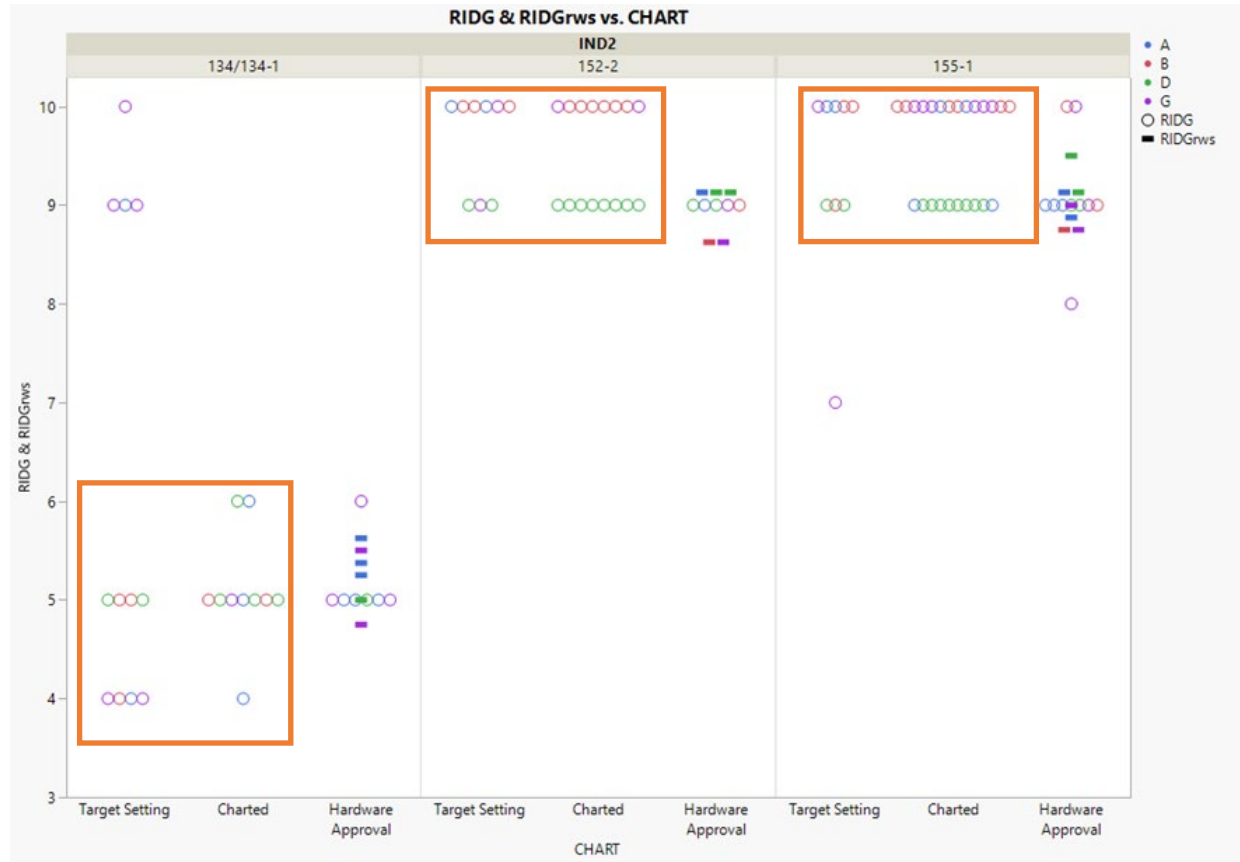 RIDG & RIDGrws vs. CHART
IND2
134/134-1 152-2 155-1
A
B
D
G
RIDG
RIDGrws
10
9
8
7
6
5
4
3
RIDG & RIDGrws
Target Setting Charted Hardware Approval Target Setting Charted Hardware Approval Target Setting Charted Hardware Approval
CHART